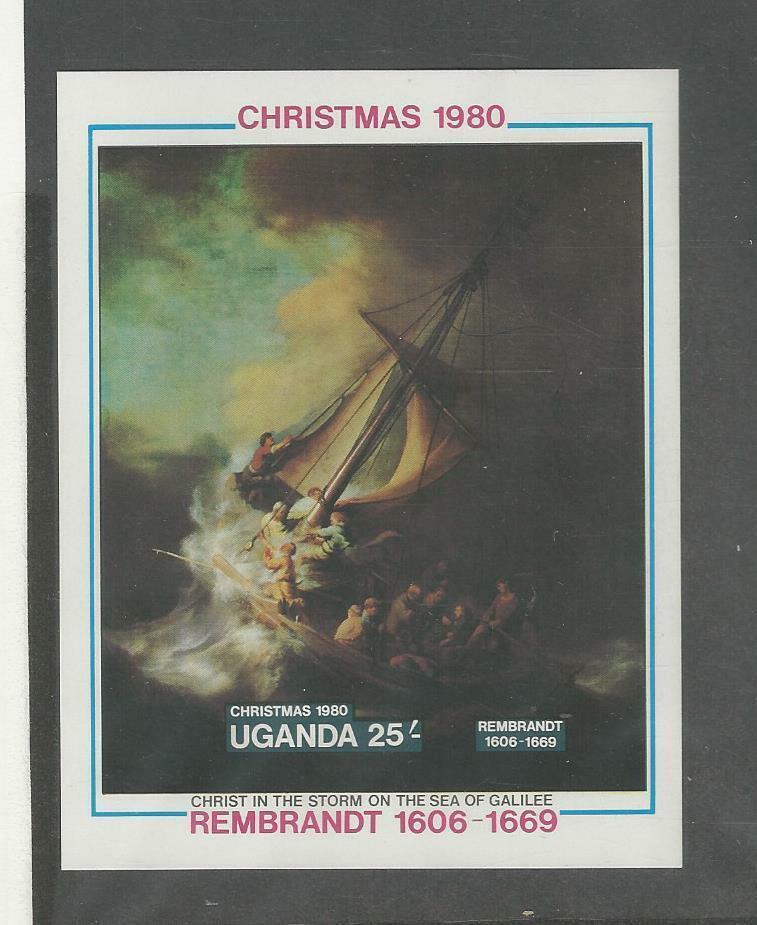 CHRISTMAS 1980
CHRISTMAS 1980
UGANDA 25/-
REMBRANDT
1606-1669
CHRIST IN THE STORM ON THE SEA OF GALILEE
REMBRANDT 1606-1669